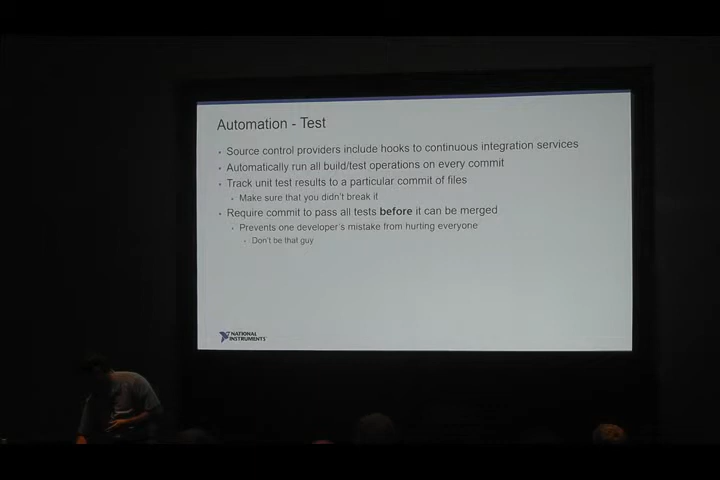 Automation - Test
Source control providers include hooks to continuous integration services
Automatically run all build/test operations on every commit
Track unit test results to a particular commit of files
Make sure that you didn't break it
Require commit to pass all tests before it can be merged
Prevents one developer's mistake from hurting everyone
Don't be that guy
NATIONAL
INSTRUMENTS